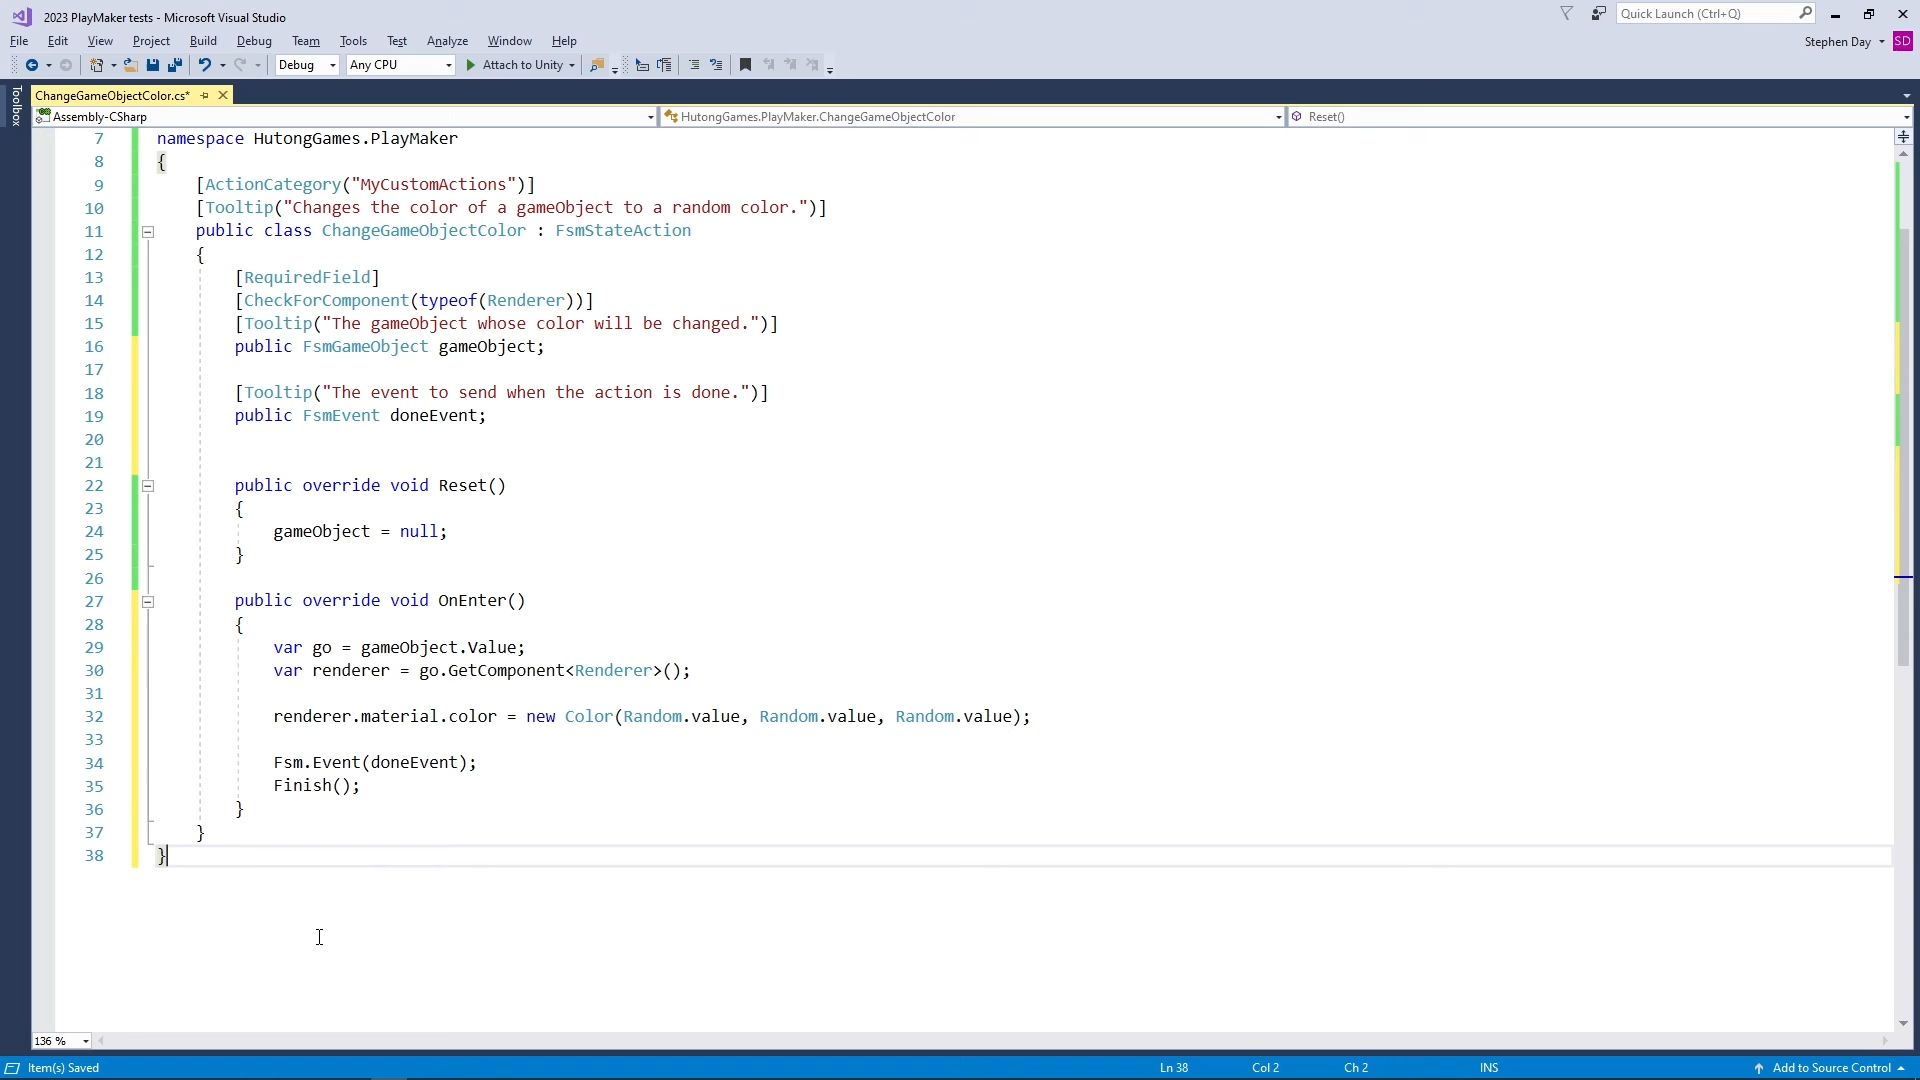 2023 PlayMaker tests - Microsoft Visual Studio
Quick Launch (Ctrl+Q)
File Edit View Project Build Debug Team Tools Test Analyze Window Help
Stephen Day SD
Debug Any CPU Attach to Unity
Toolbox
ChangeGameObjectColor.cs*
Assembly-CSharp HutongGames.PlayMaker.ChangeGameObjectColor Reset()
7 namespace HutongGames.PlayMaker
8 {
9 [ActionCategory("MyCustomActions")]
10 [Tooltip("Changes the color of a gameObject to a random color.")]
11 public class ChangeGameObjectColor : FsmStateAction
12 {
13 [RequiredField]
14 [CheckForComponent(typeof(Renderer))]
15 [Tooltip("The gameObject whose color will be changed.")]
16 public FsmGameObject gameObject;
17
18 [Tooltip("The event to send when the action is done.")]
19 public FsmEvent doneEvent;
20
21
22 public override void Reset()
23 {
24 gameObject = null;
25 }
26
27 public override void OnEnter()
28 {
29 var go = gameObject.Value;
30 var renderer = go.GetComponent<Renderer>();
31
32 renderer.material.color = new Color(Random.value, Random.value, Random.value);
33
34 Fsm.Event(doneEvent);
35 Finish();
36 }
37 }
38 }
136 %
Item(s) Saved Ln 38 Col 2 Ch 2 INS Add to Source Control